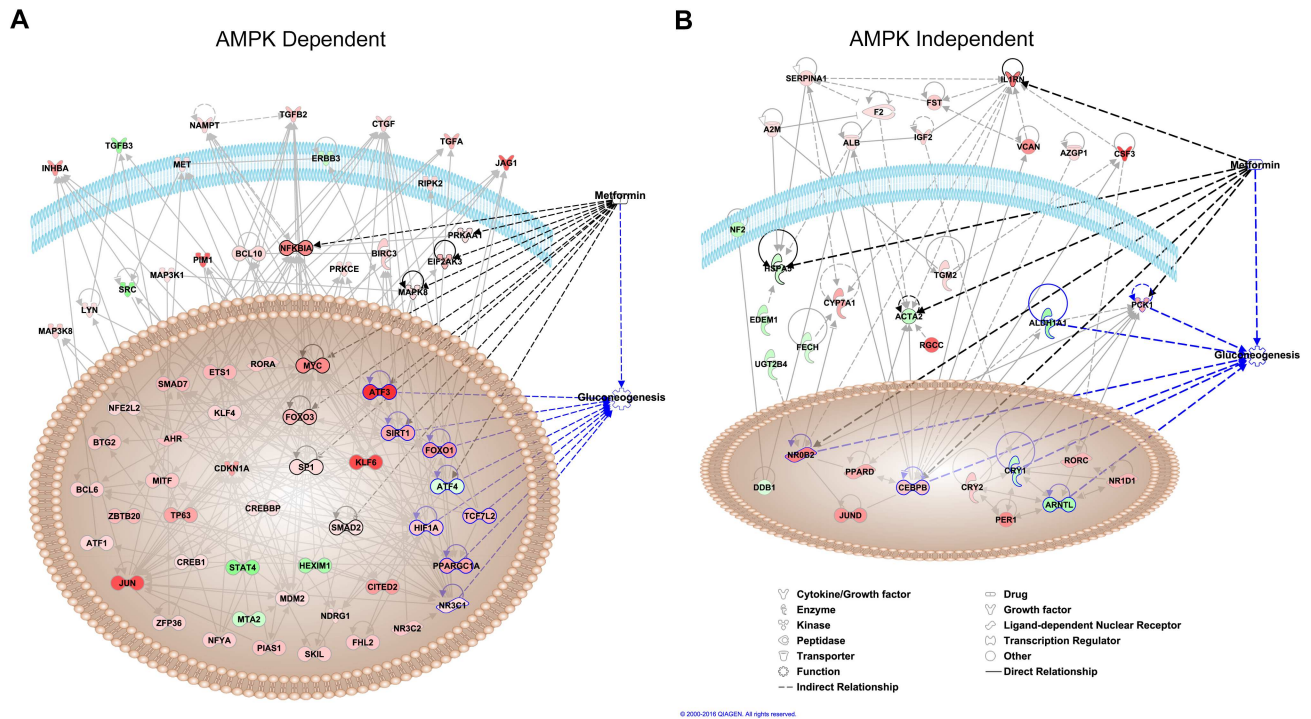 A
AMPK Dependent
NAMPT
TGFB2
CTGF
TGFB3
TGFA
INHBA
MET
ERBB3
JAG1
RIPK2
Metformin
PRKAA1
NFKBIA
BCL10
BIRC3
EIF2AK3
PIM1
PRKCE
MAP3K1
SRC
MAPK8
LYN
MAP3K8
RORA
MYC
ETS1
SMAD7
ATF3
Gluconeogenesis
NFE2L2
KLF4
FOXO3
SIRT1
BTG2
AHR
FOXO1
CDKN1A
SP1
KLF6
BCL6
MITF
ATF4
ZBTB20
TP63
CREBBP
SMAD2
HIF1A
TCF7L2
ATF1
CREB1
STAT4
HEXIM1
PPARGC1A
JUN
CITED2
MDM2
NR3C1
ZFP36
MTA2
NDRG1
NR3C2
NFYA
PIAS1
SKIL
FHL2
B
AMPK Independent
SERPINA1
IL1RN
FST
F2
A2M
ALB
IGF2
VCAN
AZGP1
CSF3
Metformin
NF2
HSPA5
TGM2
CYP7A1
PCK1
EDEM1
ACTA2
ALDH1A1
FECH
RGCC
Gluconeogenesis
UGT2B4
NR0B2
PPARD
CRY1
RORC
DDB1
CEBPB
CRY2
NR1D1
JUND
PER1
ARNTL
Cytokine/Growth factor
Enzyme
Kinase
Peptidase
Transporter
Function
Indirect Relationship
Drug
Growth factor
Ligand-dependent Nuclear Receptor
Transcription Regulator
Other
Direct Relationship
© 2000-2016 QIAGEN. All rights reserved.